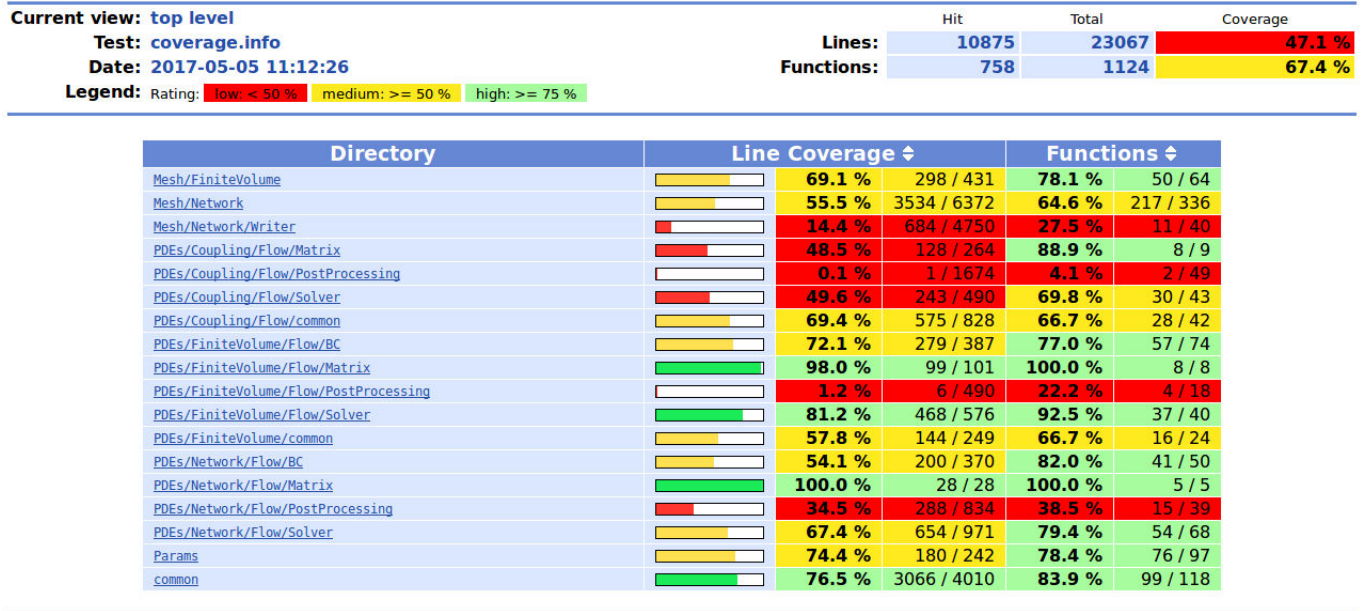 Current view: top level Hit Total Coverage
Test: coverage.info Lines: 10875 23067 47.1 %
Date: 2017-05-05 11:12:26 Functions: 758 1124 67.4 %
Legend: Rating: low: < 50 % medium: >= 50 % high: >= 75 %
Directory Line Coverage Functions
Mesh/FiniteVolume 69.1 % 298 / 431 78.1 % 50 / 64
Mesh/Network 55.5 % 3534 / 6372 64.6 % 217 / 336
Mesh/Network/Writer 14.4 % 684 / 4750 27.5 % 11 / 40
PDEs/Coupling/Flow/Matrix 48.5 % 128 / 264 88.9 % 8 / 9
PDEs/Coupling/Flow/PostProcessing 0.1 % 1 / 1674 4.1 % 2 / 49
PDEs/Coupling/Flow/Solver 49.6 % 243 / 490 69.8 % 30 / 43
PDEs/Coupling/Flow/common 69.4 % 575 / 828 66.7 % 28 / 42
PDEs/FiniteVolume/Flow/BC 72.1 % 279 / 387 77.0 % 57 / 74
PDEs/FiniteVolume/Flow/Matrix 98.0 % 99 / 101 100.0 % 8 / 8
PDEs/FiniteVolume/Flow/PostProcessing 1.2 % 6 / 490 22.2 % 4 / 18
PDEs/FiniteVolume/Flow/Solver 81.2 % 468 / 576 92.5 % 37 / 40
PDEs/FiniteVolume/common 57.8 % 144 / 249 66.7 % 16 / 24
PDEs/Network/Flow/BC 54.1 % 200 / 370 82.0 % 41 / 50
PDEs/Network/Flow/Matrix 100.0 % 28 / 28 100.0 % 5 / 5
PDEs/Network/Flow/PostProcessing 34.5 % 288 / 834 38.5 % 15 / 39
PDEs/Network/Flow/Solver 67.4 % 654 / 971 79.4 % 54 / 68
Params 74.4 % 180 / 242 78.4 % 76 / 97
common 76.5 % 3066 / 4010 83.9 % 99 / 118